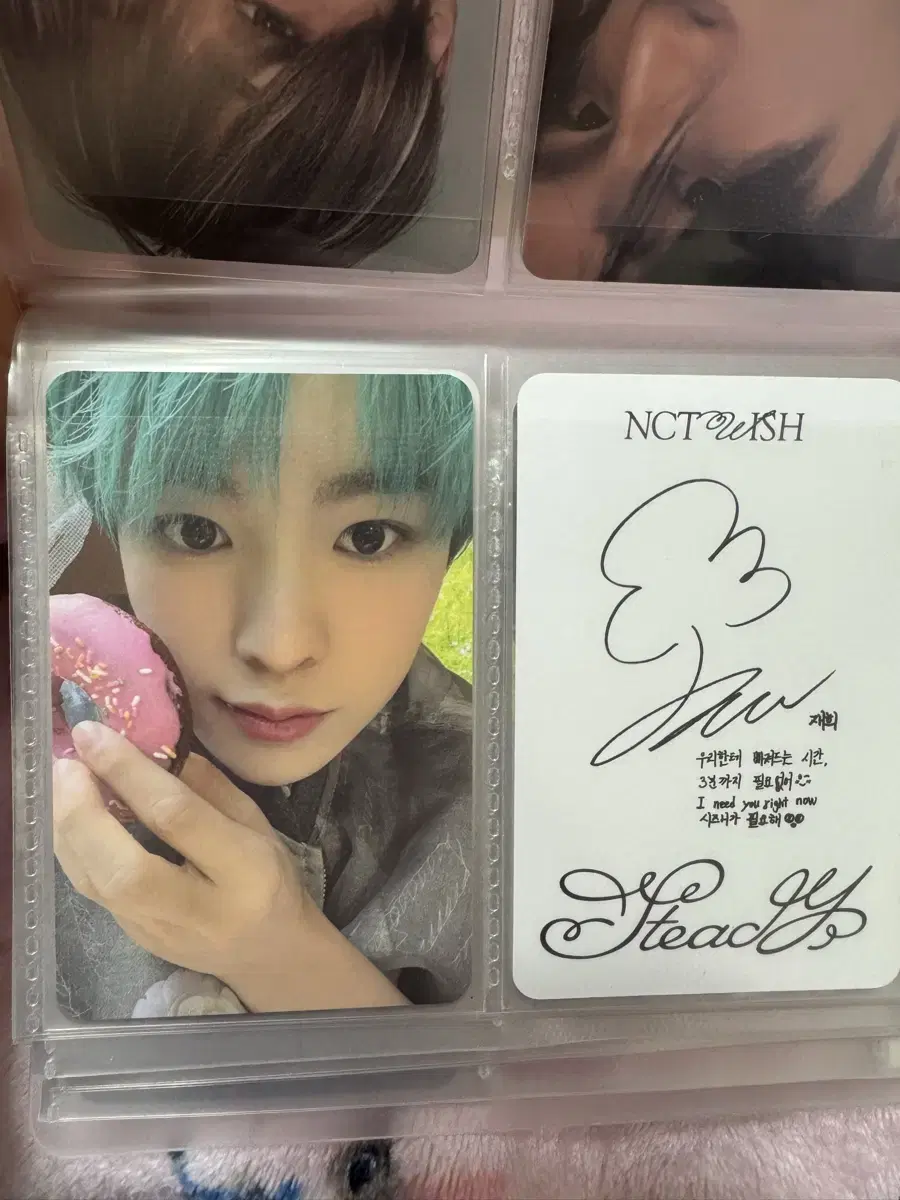 NCT WISH
재희
우리한테 빠져드는 시간,
3분까지 필요 없어
I need you right now
시즈니가 필요해
Steady